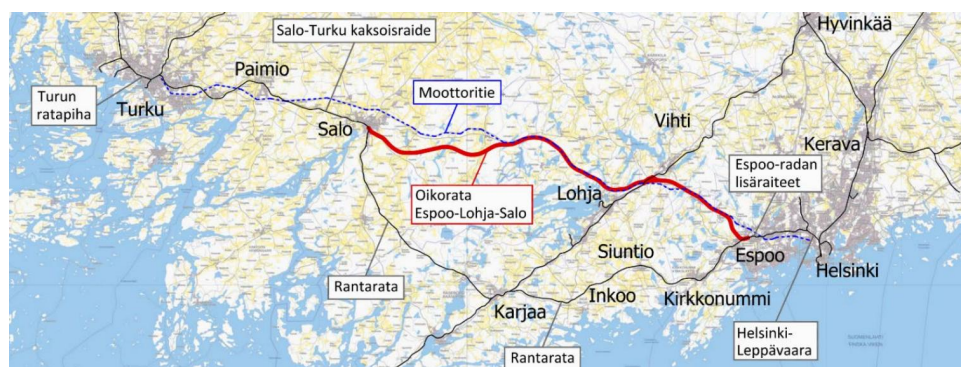 Hyvinkää
Salo-Turku kaksoisraide
Paimio
Turun
ratapiha
Turku
Moottoritie
Salo
Vihti
Kerava
Espoo-radan
lisäraiteet
Oikorata
Espoo-Lohja-Salo
Lohja
Siuntio
Espoo
Helsinki
Rantarata
Karjaa
Inkoo
Kirkkonummi
Helsinki-
Leppävaara
Rantarata